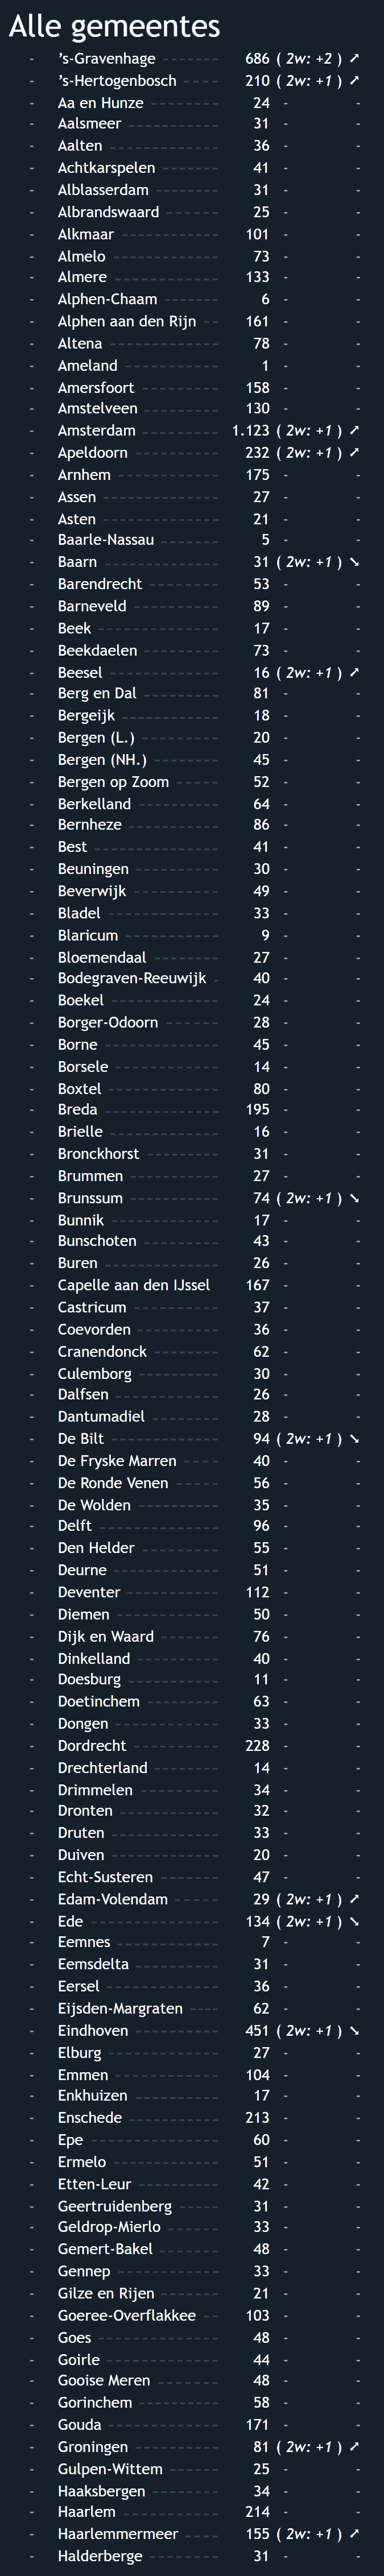 Alle gemeentes
- ’s-Gravenhage ------- 686 ( 2w: +2 ) ➚
- ’s-Hertogenbosch ----- 210 ( 2w: +1 ) ➚
- Aa en Hunze -------- 24 - -
- Aalsmeer ---------- 31 - -
- Aalten ------------ 36 - -
- Achtkarspelen ------- 41 - -
- Alblasserdam -------- 31 - -
- Albrandswaard ------- 25 - -
- Alkmaar ----------- 101 - -
- Almelo ------------ 73 - -
- Almere ------------ 133 - -
- Alphen-Chaam ------- 6 - -
- Alphen aan den Rijn -- 161 - -
- Altena ------------ 78 - -
- Ameland ---------- 1 - -
- Amersfoort --------- 158 - -
- Amstelveen --------- 130 - -
- Amsterdam --------- 1.123 ( 2w: +1 ) ➚
- Apeldoorn ---------- 232 ( 2w: +1 ) ➚
- Arnhem ----------- 175 - -
- Assen ------------- 27 - -
- Asten ------------- 21 - -
- Baarle-Nassau ------- 5 - -
- Baarn ------------- 31 ( 2w: +1 ) ➘
- Barendrecht -------- 53 - -
- Barneveld ---------- 89 - -
- Beek ------------- 17 - -
- Beekdaelen --------- 73 - -
- Beesel ------------ 16 ( 2w: +1 ) ➚
- Berg en Dal --------- 81 - -
- Bergeijk ----------- 18 - -
- Bergen (L.) --------- 20 - -
- Bergen (NH.) -------- 45 - -
- Bergen op Zoom ----- 52 - -
- Berkelland ---------- 64 - -
- Bernheze ---------- 86 - -
- Best -------------- 41 - -
- Beuningen --------- 30 - -
- Beverwijk ---------- 49 - -
- Bladel ------------ 33 - -
- Blaricum ----------- 9 - -
- Bloemendaal -------- 27 - -
- Bodegraven-Reeuwijk - 40 - -
- Boekel ------------ 24 - -
- Borger-Odoorn ------ 28 - -
- Borne ------------ 45 - -
- Borsele ----------- 14 - -
- Boxtel ------------ 80 - -
- Breda ------------- 195 - -
- Brielle ------------ 16 - -
- Bronckhorst --------- 31 - -
- Brummen ---------- 27 - -
- Brunssum ---------- 74 ( 2w: +1 ) ➘
- Bunnik ------------ 17 - -
- Bunschoten --------- 43 - -
- Buren ------------- 26 - -
- Capelle aan den IJssel 167 - -
- Castricum ---------- 37 - -
- Coevorden --------- 36 - -
- Cranendonck ------- 62 - -
- Culemborg --------- 30 - -
- Dalfsen ----------- 26 - -
- Dantumadiel -------- 28 - -
- De Bilt ------------ 94 ( 2w: +1 ) ➘
- De Fryske Marren ---- 40 - -
- De Ronde Venen ----- 56 - -
- De Wolden --------- 35 - -
- Delft ------------- 96 - -
- Den Helder --------- 55 - -
- Deurne ----------- 51 - -
- Deventer ---------- 112 - -
- Diemen ----------- 50 - -
- Dijk en Waard ------- 76 - -
- Dinkelland ---------- 40 - -
- Doesburg ---------- 11 - -
- Doetinchem -------- 63 - -
- Dongen ----------- 33 - -
- Dordrecht ---------- 228 - -
- Drechterland -------- 14 - -
- Drimmelen --------- 34 - -
- Dronten ----------- 32 - -
- Druten ------------ 33 - -
- Duiven ------------ 20 - -
- Echt-Susteren ------- 47 - -
- Edam-Volendam ----- 29 ( 2w: +1 ) ➚
- Ede -------------- 134 ( 2w: +1 ) ➘
- Eemnes ----------- 7 - -
- Eemsdelta --------- 31 - -
- Eersel ------------ 36 - -
- Eijsden-Margraten ---- 62 - -
- Eindhoven ---------- 451 ( 2w: +1 ) ➘
- Elburg ------------ 27 - -
- Emmen ----------- 104 - -
- Enkhuizen ---------- 17 - -
- Enschede ---------- 213 - -
- Epe -------------- 60 - -
- Ermelo ------------ 51 - -
- Etten-Leur --------- 42 - -
- Geertruidenberg ----- 31 - -
- Geldrop-Mierlo ------ 33 - -
- Gemert-Bakel ------- 48 - -
- Gennep ----------- 33 - -
- Gilze en Rijen ------- 21 - -
- Goeree-Overflakkee -- 103 - -
- Goes ------------- 48 - -
- Goirle ------------ 44 - -
- Gooise Meren ------- 48 - -
- Gorinchem --------- 58 - -
- Gouda ------------ 171 - -
- Groningen ---------- 81 ( 2w: +1 ) ➚
- Gulpen-Wittem ------ 25 - -
- Haaksbergen -------- 34 - -
- Haarlem ----------- 214 - -
- Haarlemmermeer ---- 155 ( 2w: +1 ) ➚
- Halderberge -------- 31 - -